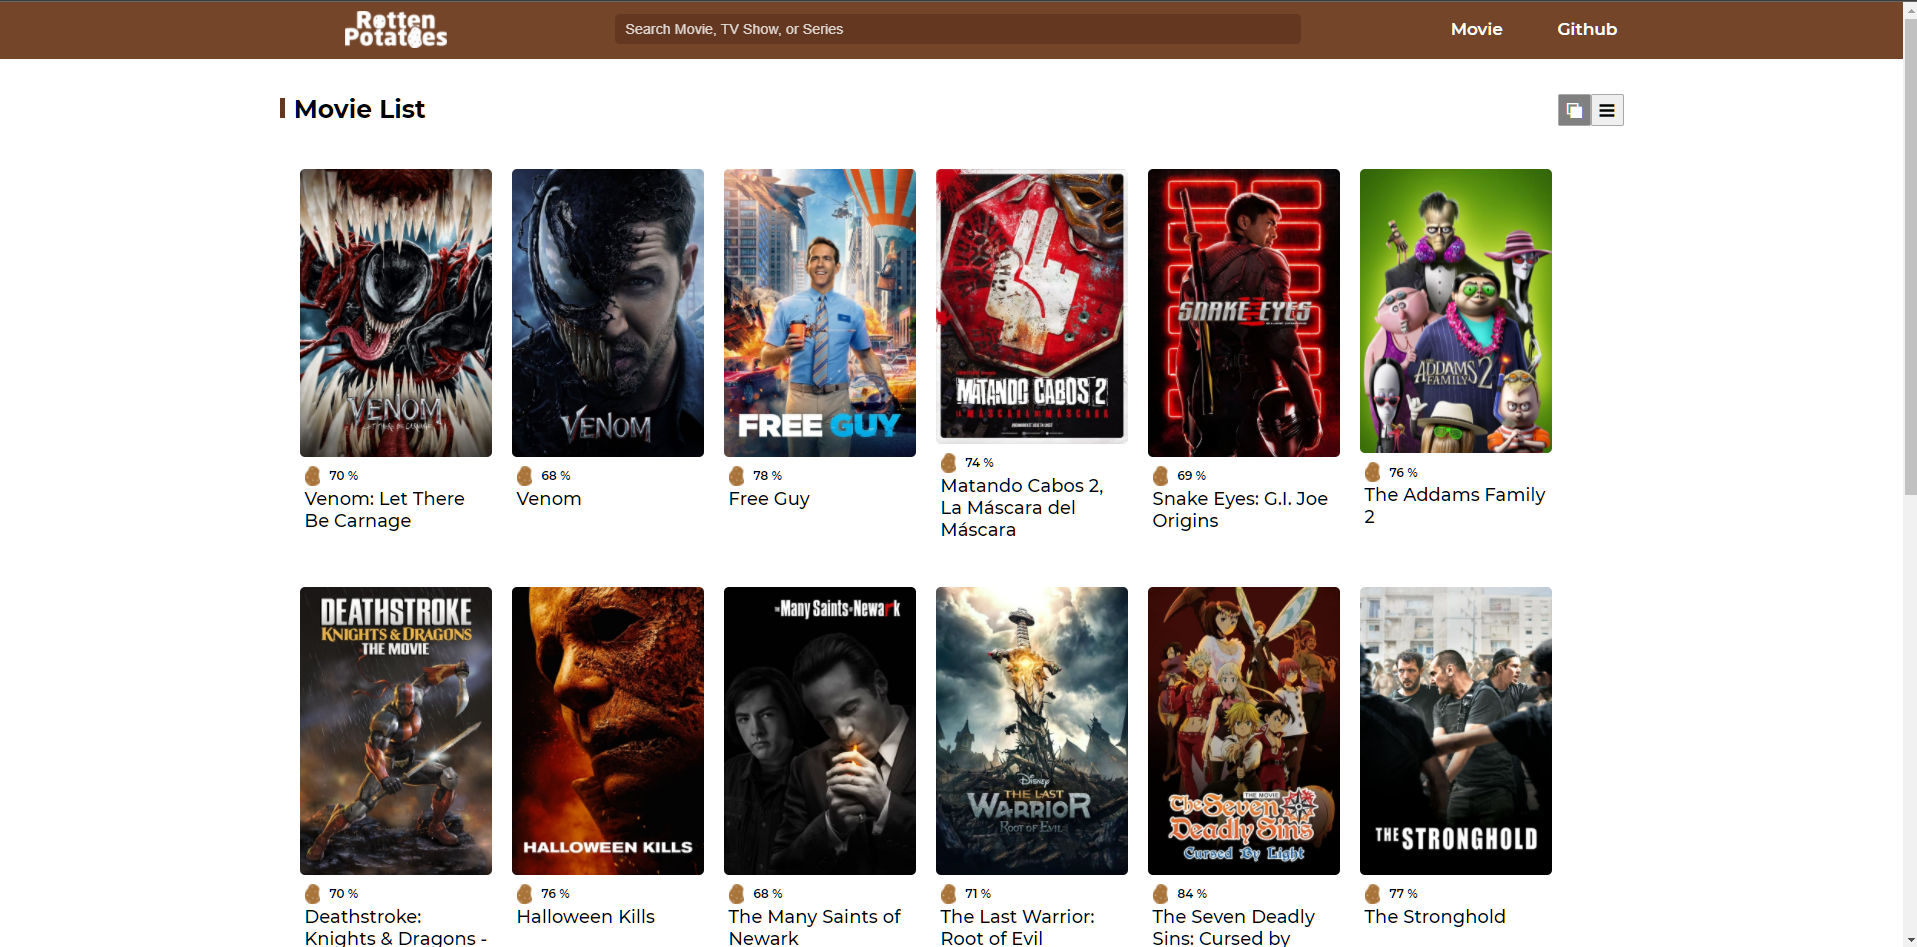 Rotten
Potatoes
Search Movie, TV Show, or Series
Movie
Github
Movie List
VENOM
LET THERE BE CARNAGE
VENOM
FREE GUY
MATANDO CABOS 2
LA MÁSCARA DEL MÁSCARA
SNAKE EYES
THE ADDAMS FAMILY 2
70 %
Venom: Let There
Be Carnage
68 %
Venom
78 %
Free Guy
74 %
Matando Cabos 2,
La Máscara del
Máscara
69 %
Snake Eyes: G.I. Joe
Origins
76 %
The Addams Family
2
DEATHSTROKE
KNIGHTS & DRAGONS
THE MOVIE
HALLOWEEN KILLS
The Many Saints of Newark
DISNEY
THE LAST
WARRIOR
ROOT OF EVIL
THE MOVIE
The Seven
Deadly Sins
Cursed By Light
THE STRONGHOLD
70 %
Deathstroke:
Knights & Dragons -
76 %
Halloween Kills
68 %
The Many Saints of
Newark
71 %
The Last Warrior:
Root of Evil
84 %
The Seven Deadly
Sins: Cursed by
77 %
The Stronghold